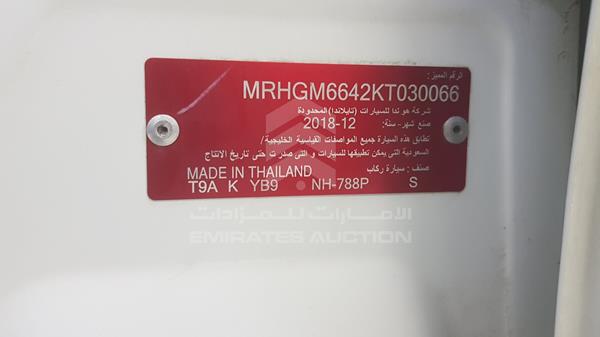 الرقم المميز:
MRHGM6642KT030066
شركة هوندا للسيارات (تايلاندا) المحدودة
صنع شهر- سنة: 12-2018
تطابق هذه السيارة جميع المواصفات القياسية الخليجية/
السعودية التى يمكن تطبيقها للسيارات و التى صدرت حتى تاريخ الانتاج
صنف: سيارة ركاب
MADE IN THAILAND
T9A K YB9 NH-788P S
الامارات للمزادات
EMIRATES AUCTION